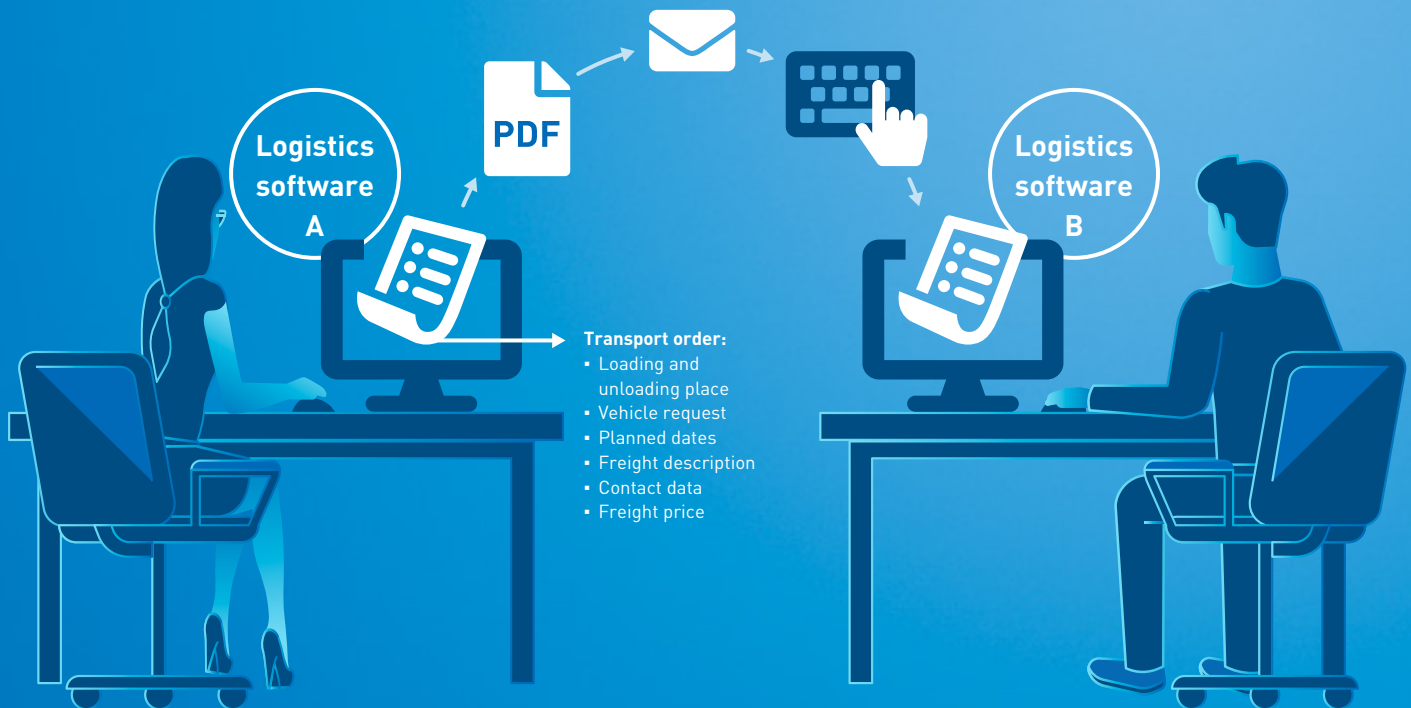 Logistics
software
A
PDF
Logistics
software
B
Transport order:
▪ Loading and
unloading place
▪ Vehicle request
▪ Planned dates
▪ Freight description
▪ Contact data
▪ Freight price